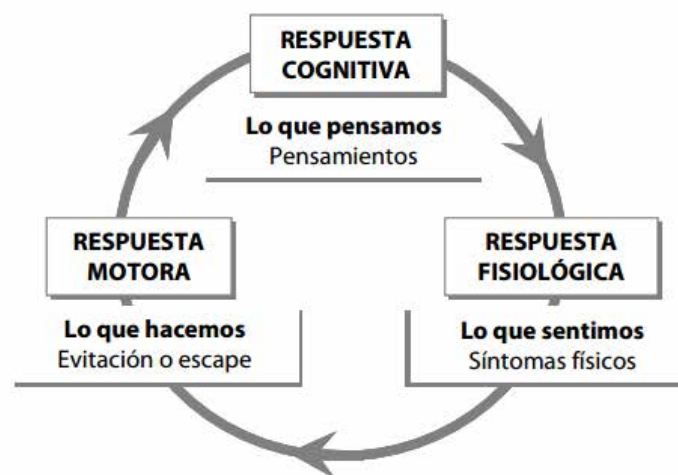 RESPUESTA
COGNITIVA
Lo que pensamos
Pensamientos
RESPUESTA
MOTORA
Lo que hacemos
Evitación o escape
RESPUESTA
FISIOLÓGICA
Lo que sentimos
Síntomas físicos